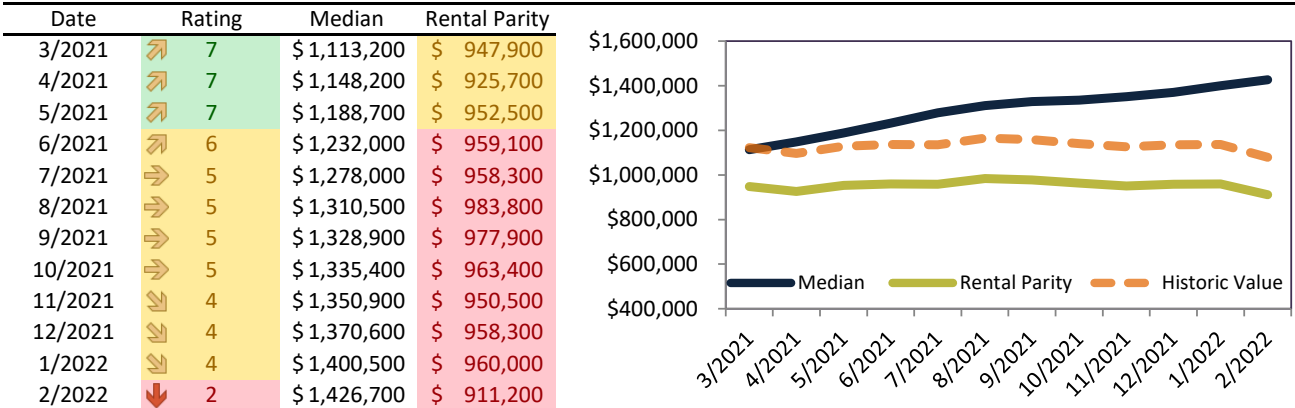 Date Rating Median Rental Parity
3/2021 7 $ 1,113,200 $ 947,900
4/2021 7 $ 1,148,200 $ 925,700
5/2021 7 $ 1,188,700 $ 952,500
6/2021 6 $ 1,232,000 $ 959,100
7/2021 5 $ 1,278,000 $ 958,300
8/2021 5 $ 1,310,500 $ 983,800
9/2021 5 $ 1,328,900 $ 977,900
10/2021 5 $ 1,335,400 $ 963,400
11/2021 4 $ 1,350,900 $ 950,500
12/2021 4 $ 1,370,600 $ 958,300
1/2022 4 $ 1,400,500 $ 960,000
2/2022 2 $ 1,426,700 $ 911,200
$1,600,000
$1,400,000
$1,200,000
$1,000,000
$800,000
$600,000
$400,000
Median Rental Parity Historic Value
3/2021 4/2021 5/2021 6/2021 7/2021 8/2021 9/2021 10/2021 11/2021 12/2021 1/2022 2/2022